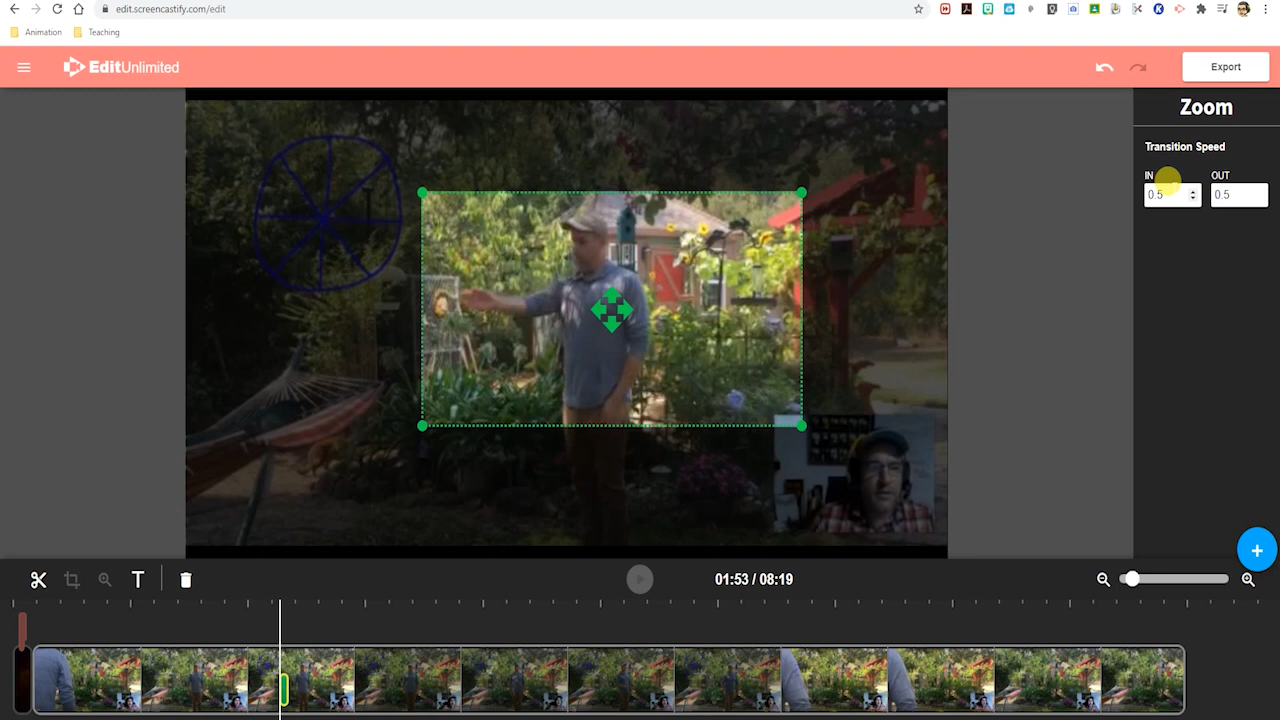 edit.screencastify.com/edit
Animation Teaching
EditUnlimited
Export
Zoom
Transition Speed
IN OUT
0.5 0.5
T
01:53 / 08:19